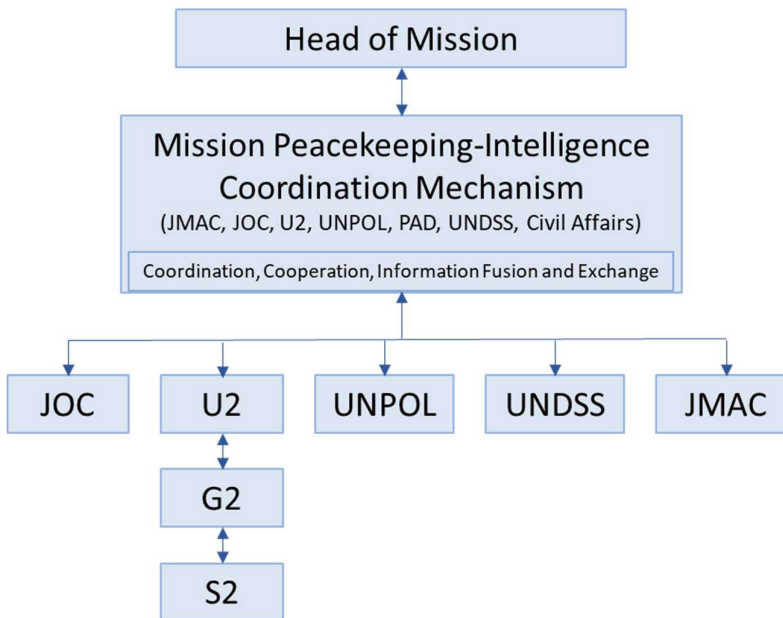 Head of Mission
Mission Peacekeeping-Intelligence
Coordination Mechanism
(JMAC, JOC, U2, UNPOL, PAD, UNDSS, Civil Affairs)
Coordination, Cooperation, Information Fusion and Exchange
JOC
U2
UNPOL
UNDSS
JMAC
G2
S2